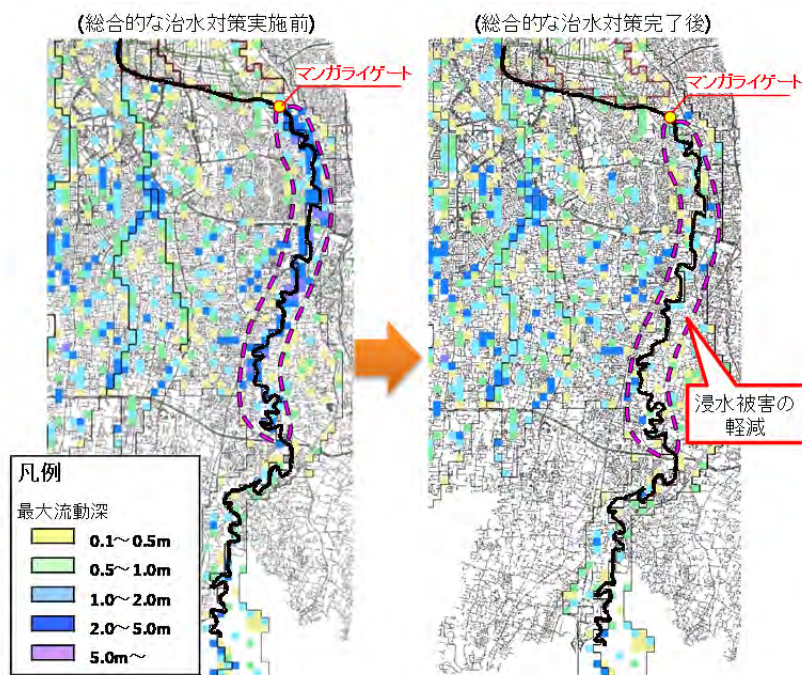 (総合的な治水対策実施前)
(総合的な治水対策完了後)
マンガライゲート
マンガライゲート
浸水被害の
軽減
凡例
最大流動深
0.1～0.5m
0.5～1.0m
1.0～2.0m
2.0～5.0m
5.0m～